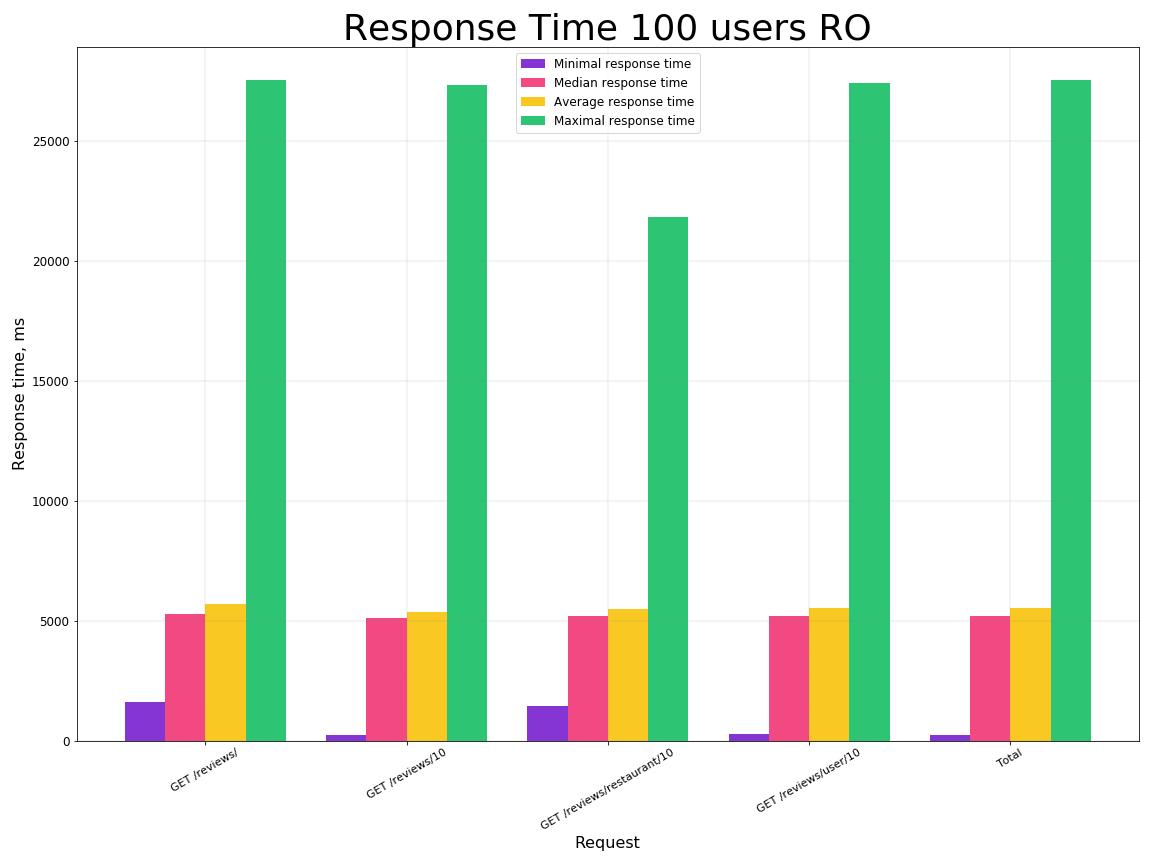 Response Time 100 users RO
Minimal response time
Median response time
Average response time
Maximal response time
Response time, ms
25000
20000
15000
10000
5000
0
GET /reviews/
GET /reviews/10
GET /reviews/restaurant/10
GET /reviews/user/10
Total
Request